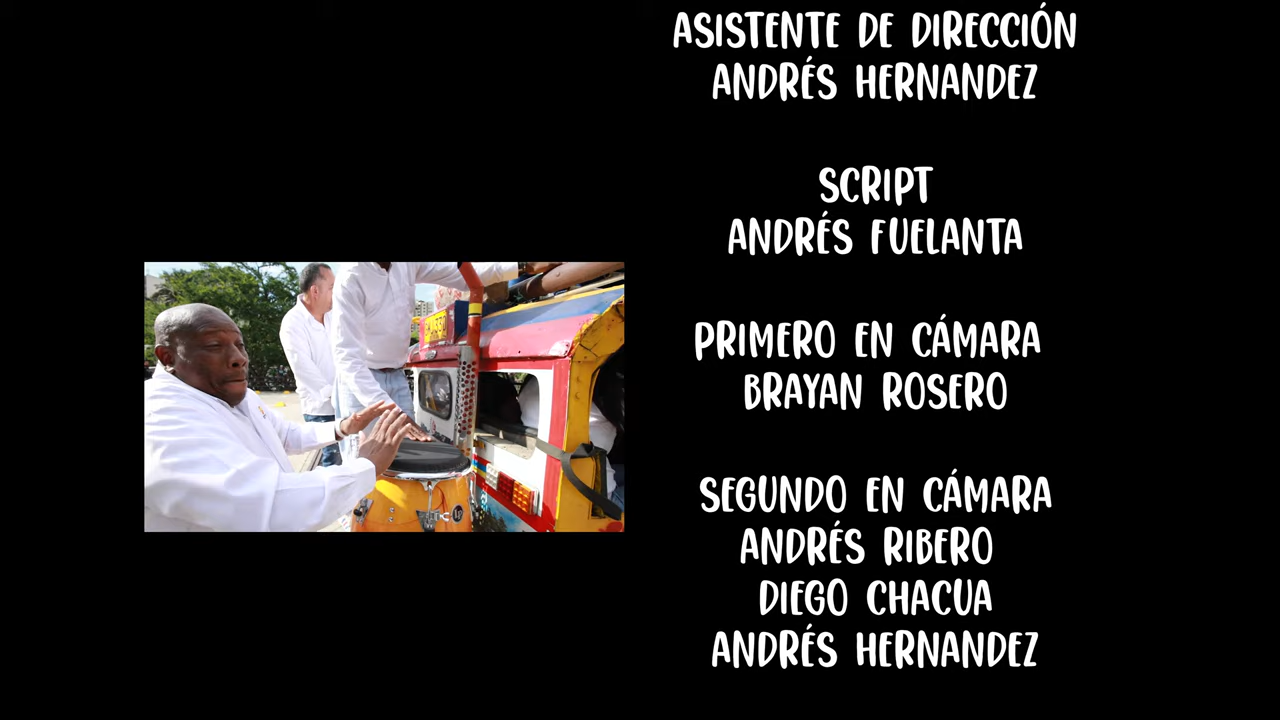 ASISTENTE DE DIRECCIÓN
ANDRÉS HERNANDEZ
SCRIPT
ANDRÉS FUELANTA
PRIMERO EN CÁMARA
BRAYAN ROSERO
SEGUNDO EN CÁMARA
ANDRÉS RIBERO
DIEGO CHACUA
ANDRÉS HERNANDEZ
LP